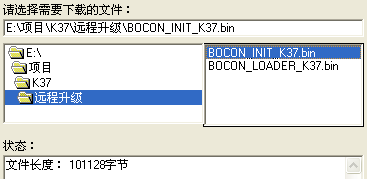 请选择需要下载的文件：
E:\项目\K37\远程升级\BOCON_INIT_K37.bin
E:\
项目
K37
远程升级
BOCON_INIT_K37.bin
BOCON_LOADER_K37.bin
状态：
文件长度： 101128字节